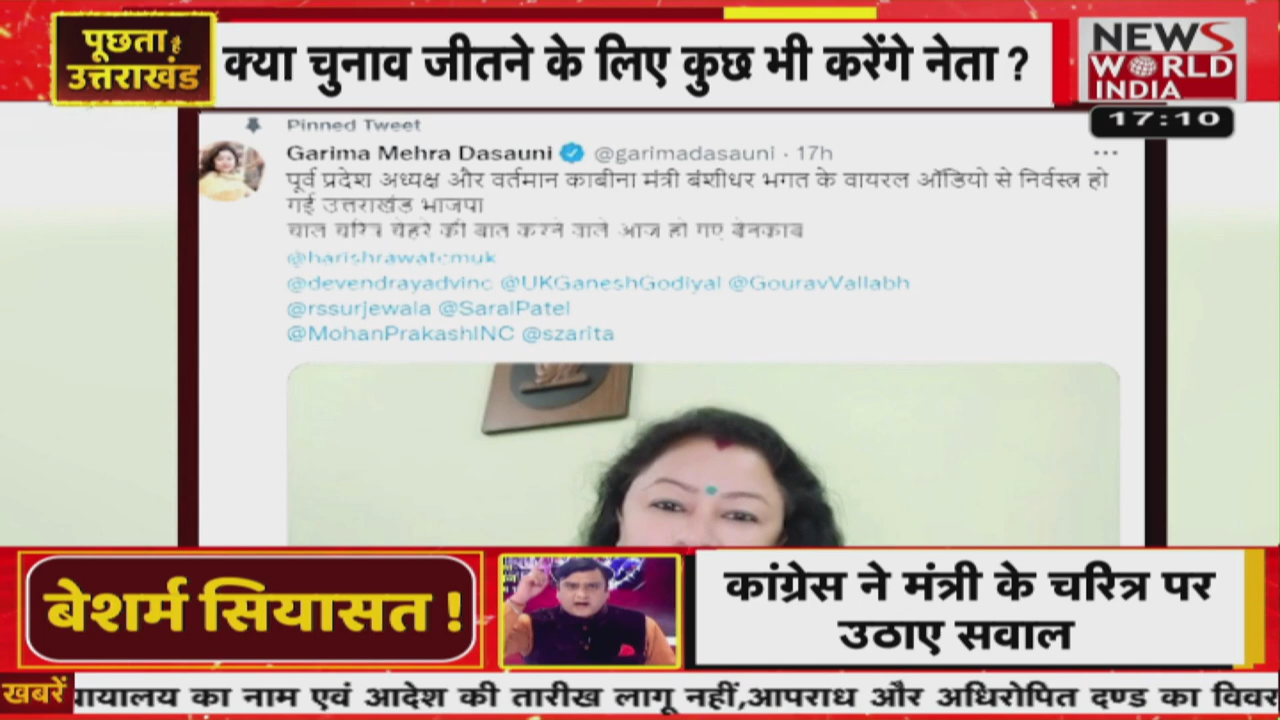 पूछता है
उत्तराखंड
क्या चुनाव जीतने के लिए कुछ भी करेंगे नेता ?
NEWS
WORLD
INDIA
17:10
Pinned Tweet
Garima Mehra Dasauni @garimadasauni · 17h
पूर्व प्रदेश अध्यक्ष और वर्तमान काबीना मंत्री बंशीधर भगत के वायरल ऑडियो से निर्वस्त्र हो
गई उत्तराखंड भाजपा
चाल चरित्र चेहरे की बात करने वाले आज हो गए बेनकाब
@harishrawatcmuk
@devendrayadvinc @UKGaneshGodiyal @GouravVallabh
@rssurjewala @SaralPatel
@MohanPrakashINC @szarita
बेशर्म सियासत !
कांग्रेस ने मंत्री के चरित्र पर
उठाए सवाल
खबरें
यायालय का नाम एवं आदेश की तारीख लागू नहीं,आपराध और अधिरोपित दण्ड का विवर